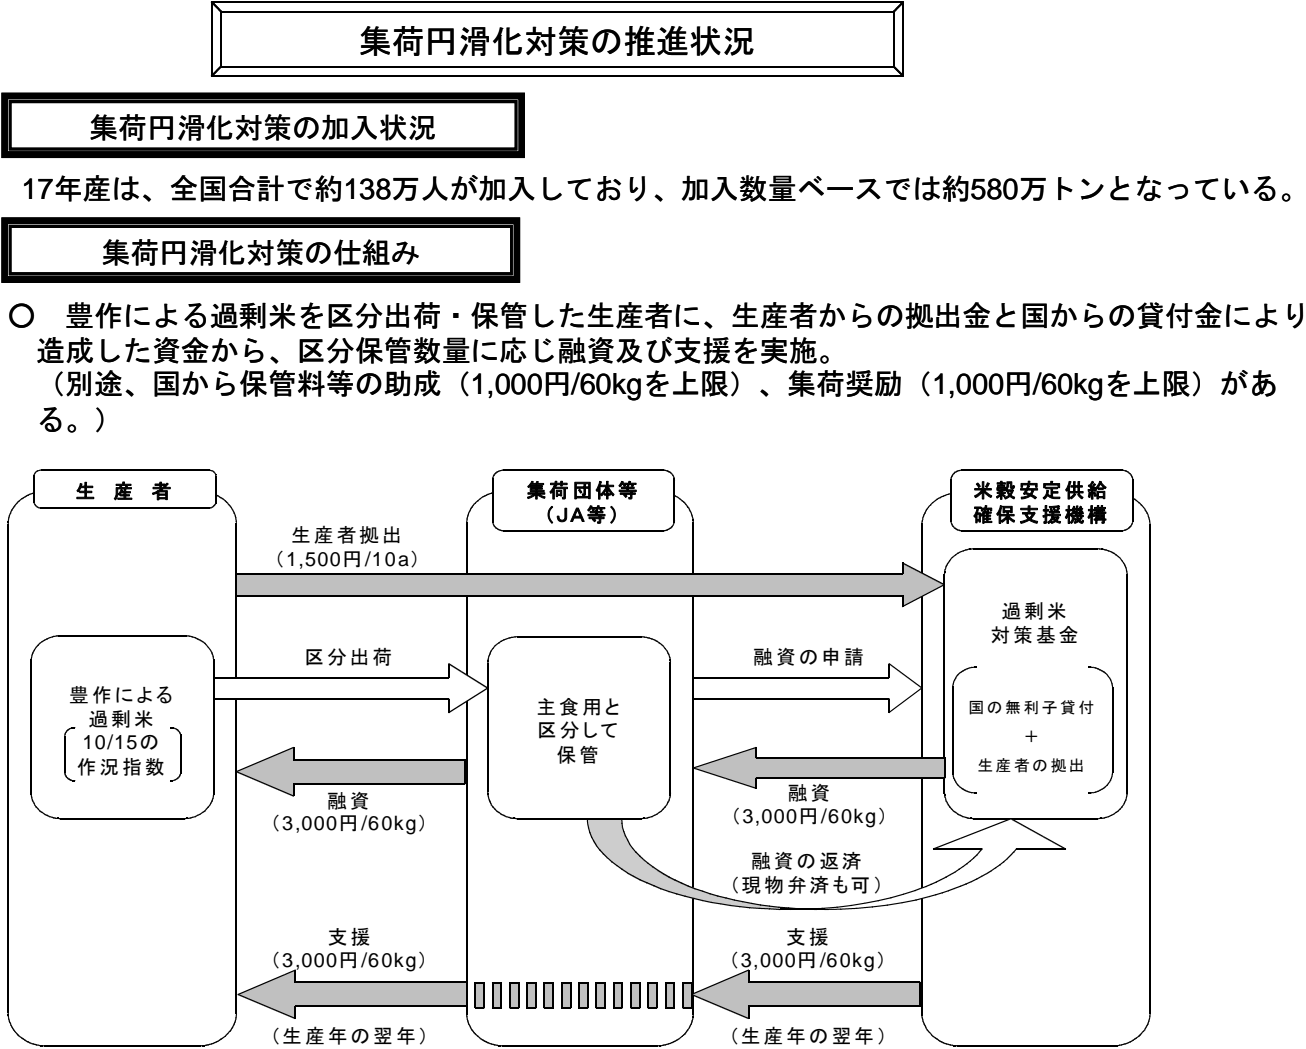 集荷円滑化対策の推進状況
集荷円滑化対策の加入状況
17年産は、全国合計で約138万人が加入しており、加入数量ベースでは約580万トンとなっている。
集荷円滑化対策の仕組み
○　豊作による過剰米を区分出荷・保管した生産者に、生産者からの拠出金と国からの貸付金により
造成した資金から、区分保管数量に応じ融資及び支援を実施。
（別途、国から保管料等の助成（1,000円/60kgを上限）、集荷奨励（1,000円/60kgを上限）があ
る。）
生 産 者
集荷団体等
（JA等）
米穀安定供給
確保支援機構
生産者拠出
（1,500円/10a）
過剰米
対策基金
国の無利子貸付
＋
生産者の拠出
区分出荷
融資の申請
豊作による
過剰米
10/15の
作況指数
主食用と
区分して
保管
融資
（3,000円/60kg）
融資
（3,000円/60kg）
融資の返済
（現物弁済も可）
支援
（3,000円/60kg）
支援
（3,000円/60kg）
（生産年の翌年）
（生産年の翌年）